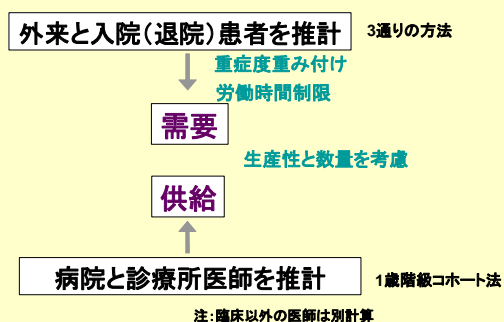 外来と入院(退院)患者を推計
3通りの方法
重症度重み付け
労働時間制限
需要
生産性と数量を考慮
供給
病院と診療所医師を推計
1歳階級コホート法
注:臨床以外の医師は別計算